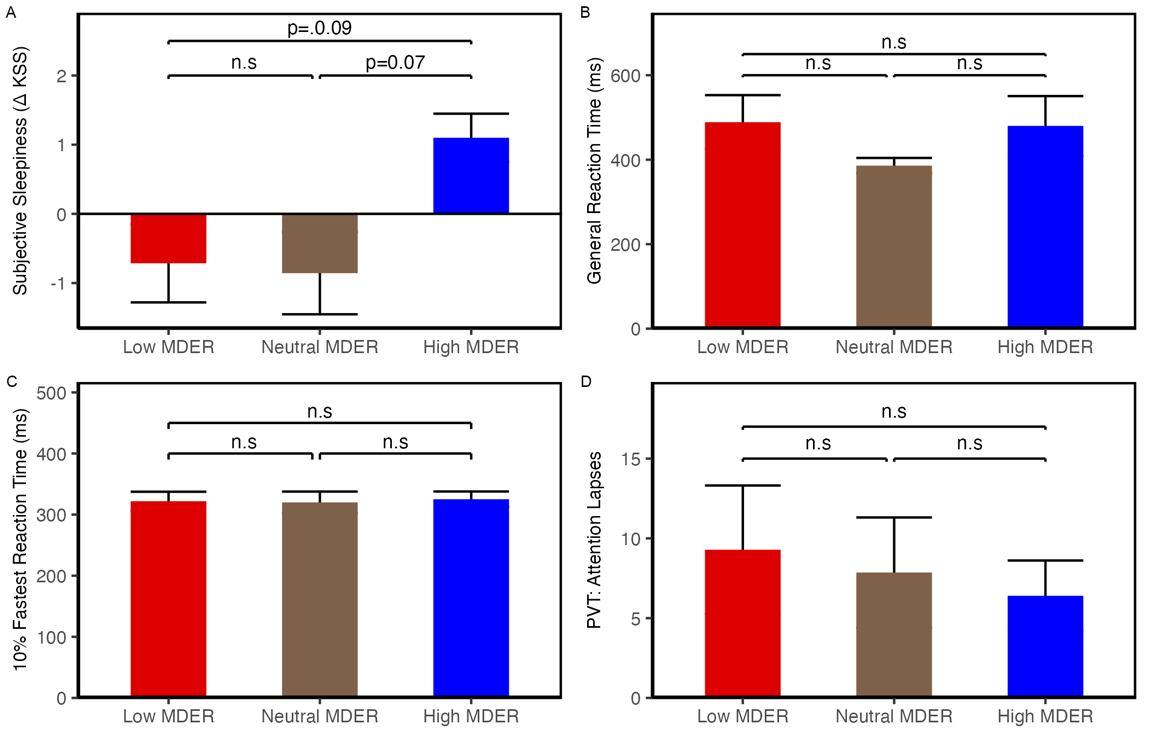 A
Subjective Sleepiness (Δ KSS)
p=.0.09
n.s
p=0.07
2
1
0
-1
Low MDER
Neutral MDER
High MDER
B
General Reaction Time (ms)
n.s
n.s
n.s
600
400
200
0
Low MDER
Neutral MDER
High MDER
C
10% Fastest Reaction Time (ms)
n.s
n.s
n.s
500
400
300
200
100
0
Low MDER
Neutral MDER
High MDER
D
PVT: Attention Lapses
n.s
n.s
n.s
15
10
5
0
Low MDER
Neutral MDER
High MDER